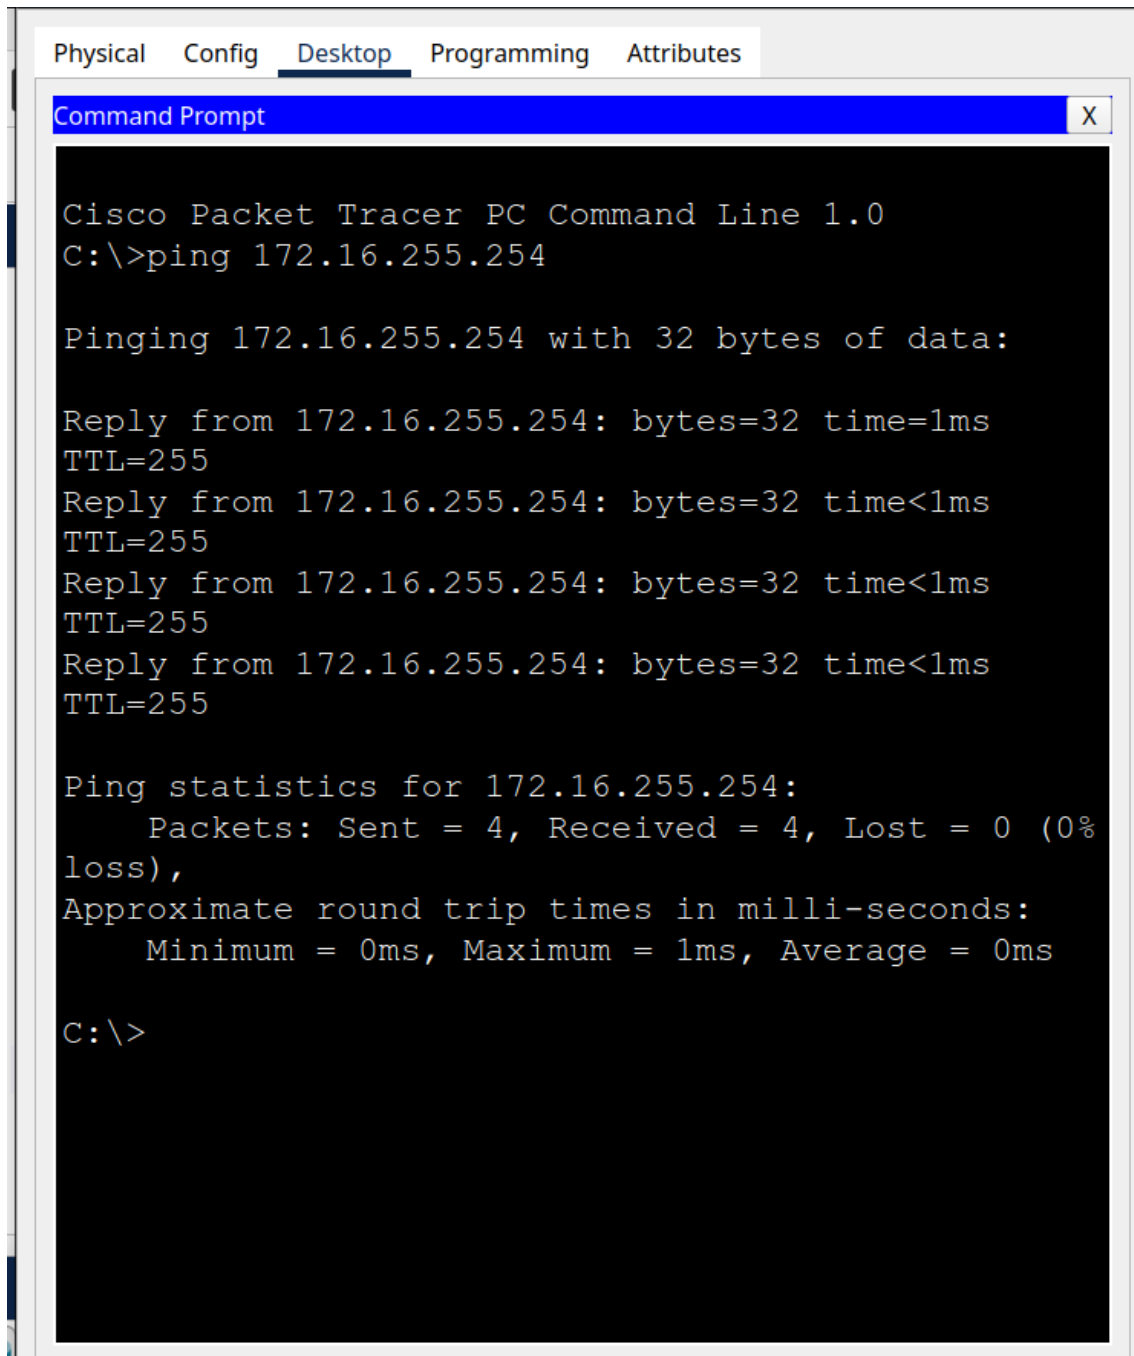 Physical Config Desktop Programming Attributes
Command Prompt X
Cisco Packet Tracer PC Command Line 1.0
C:\>ping 172.16.255.254
Pinging 172.16.255.254 with 32 bytes of data:
Reply from 172.16.255.254: bytes=32 time=1ms
TTL=255
Reply from 172.16.255.254: bytes=32 time<1ms
TTL=255
Reply from 172.16.255.254: bytes=32 time<1ms
TTL=255
Reply from 172.16.255.254: bytes=32 time<1ms
TTL=255
Ping statistics for 172.16.255.254:
    Packets: Sent = 4, Received = 4, Lost = 0 (0%
loss),
Approximate round trip times in milli-seconds:
    Minimum = 0ms, Maximum = 1ms, Average = 0ms
C:\>